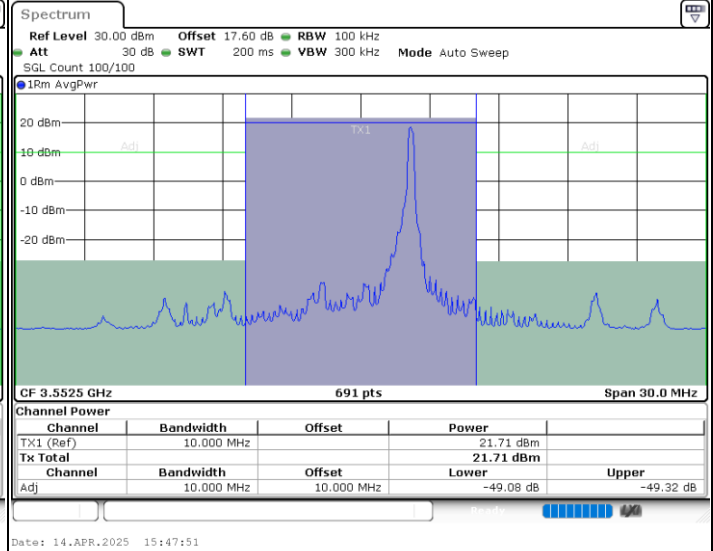 Spectrum
Ref Level 30.00 dBm Offset 17.60 dB RBW 100 kHz
Att 30 dB SWT 200 ms VBW 300 kHz Mode Auto Sweep
SGL Count 100/100
1Rm AvgPwr
20 dBm
TX1
Adj
Adj
10 dBm
0 dBm
-10 dBm
-20 dBm
CF 3.5525 GHz 691 pts Span 30.0 MHz
Channel Power
Channel Bandwidth Offset Power
TX1 (Ref) 10.000 MHz 21.71 dBm
Tx Total 21.71 dBm
Channel Bandwidth Offset Lower Upper
Adj 10.000 MHz 10.000 MHz -49.08 dB -49.32 dB
Ready
Date: 14.APR.2025 15:47:51